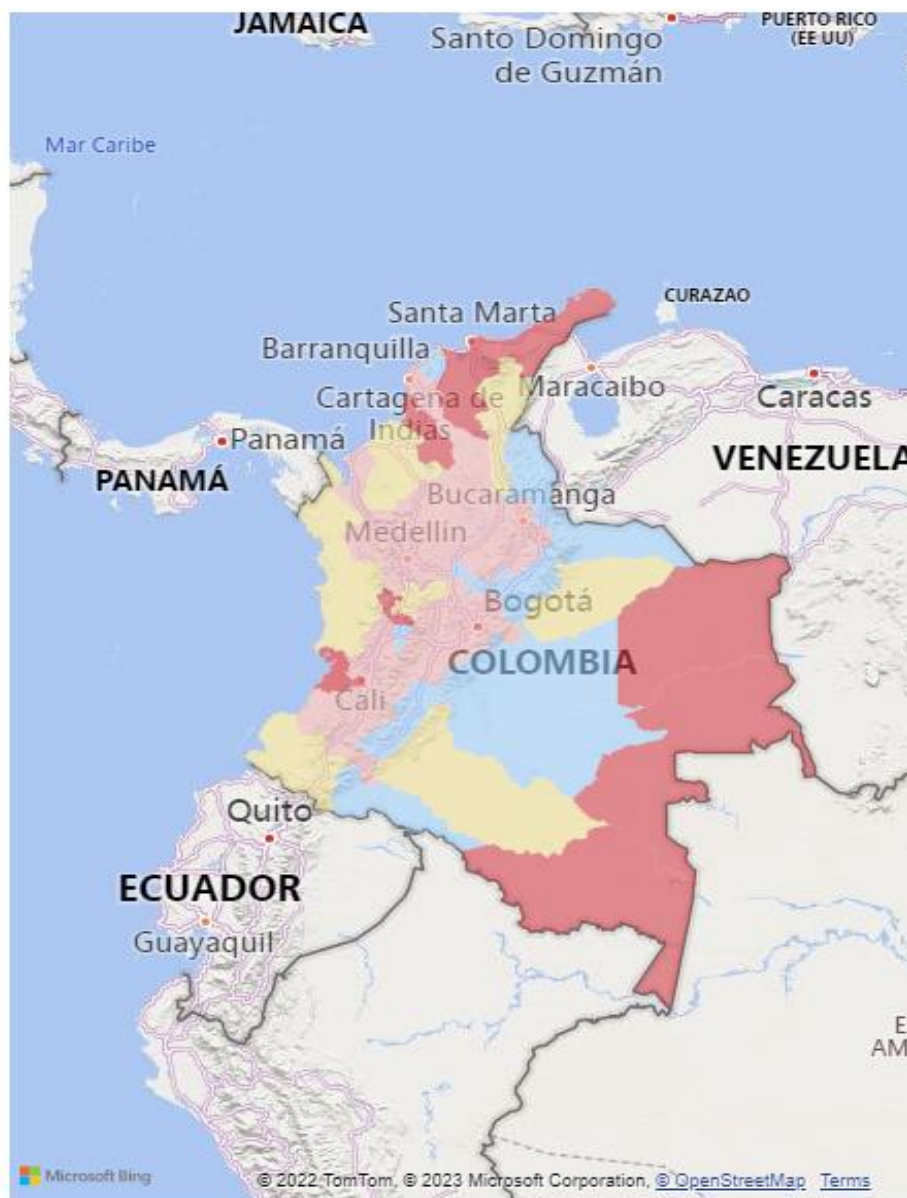 JAMAICA
PUERTO RICO
(EE UU)
Santo Domingo
de Guzmán
Mar Caribe
CURAZAO
Santa Marta
Barranquilla
Maracaibo
Caracas
Cartagena de
Indias
Panamá
PANAMÁ
VENEZUELA
Bucaramanga
Medellín
Bogotá
COLOMBIA
Cali
Quito
ECUADOR
Guayaquil
E
AM
Microsoft Bing
© 2022 TomTom, © 2023 Microsoft Corporation, © OpenStreetMap Terms